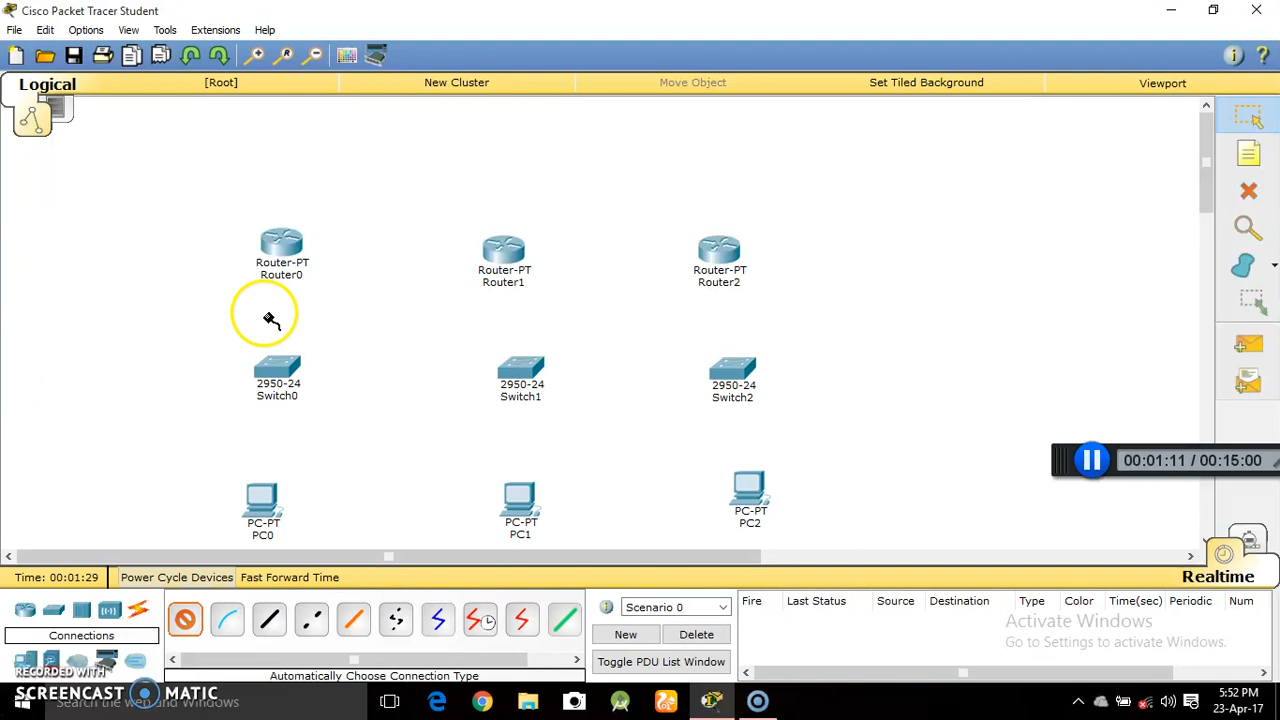 Cisco Packet Tracer Student
File Edit Options View Tools Extensions Help
Logical [Root] New Cluster Move Object Set Tiled Background Viewport
Router-PT
Router0
Router-PT
Router1
Router-PT
Router2
2950-24
Switch0
2950-24
Switch1
2950-24
Switch2
00:01:11 / 00:15:00
PC-PT
PC0
PC-PT
PC1
PC-PT
PC2
Time: 00:01:29 Power Cycle Devices Fast Forward Time Realtime
Connections
Scenario 0
New Delete
Toggle PDU List Window
Fire Last Status Source Destination Type Color Time(sec) Periodic Num
Activate Windows
Go to Settings to activate Windows.
Automatically Choose Connection Type
RECORDED WITH
SCREENCAST MATIC
Search the web and Windows
5:52 PM
23-Apr-17